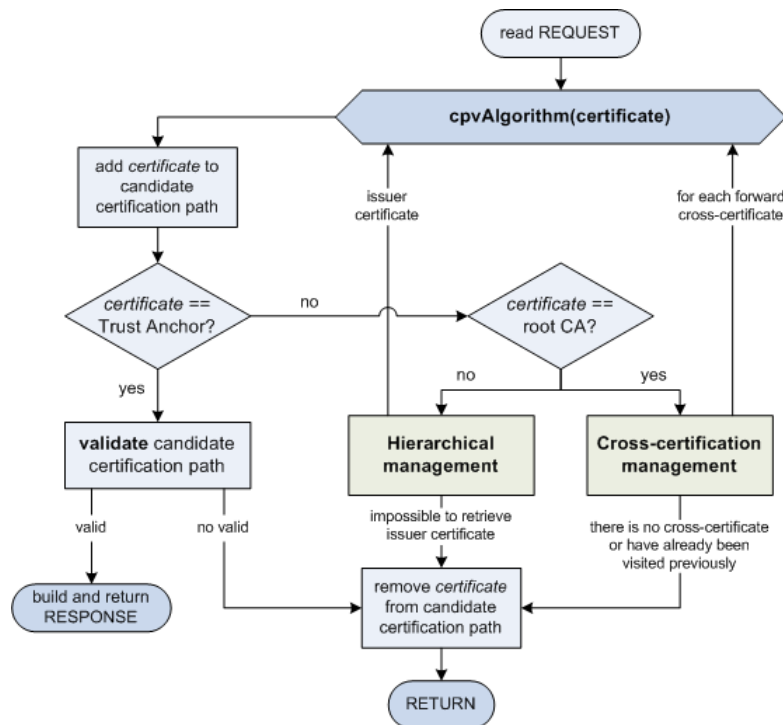 read REQUEST
cpvAlgorithm(certificate)
add certificate to
candidate
certification path
issuer
certificate
for each forward
cross-certificate
certificate ==
Trust Anchor?
no
certificate ==
root CA?
yes
no
yes
validate candidate
certification path
Hierarchical
management
Cross-certification
management
valid
no valid
impossible to retrieve
issuer certificate
there is no cross-certificate
or have already been
visited previously
build and return
RESPONSE
remove certificate
from candidate
certification path
RETURN